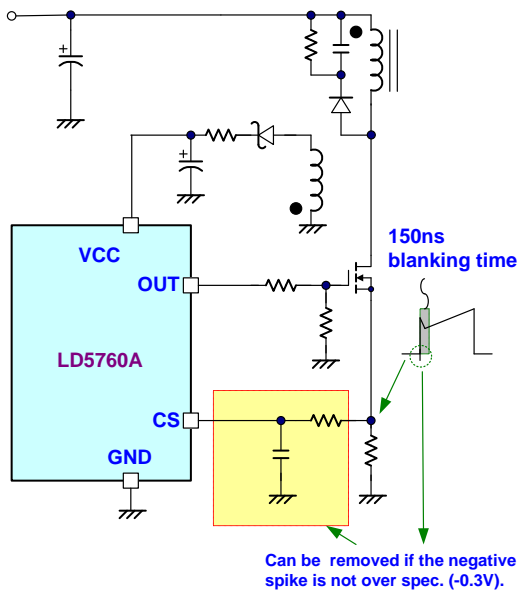 +
+
VCC
150ns
blanking time
OUT
LD5760A
CS
GND
Can be removed if the negative
spike is not over spec. (-0.3V).